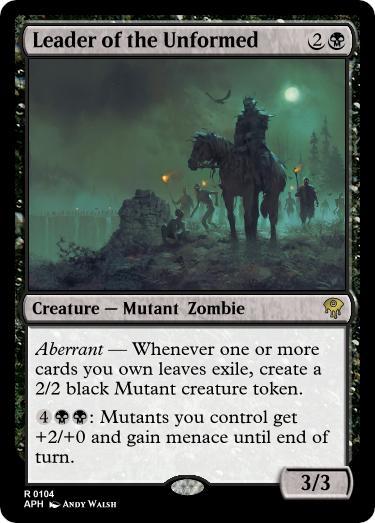 Leader of the Unformed 2
Creature — Mutant Zombie
Aberrant — Whenever one or more
cards you own leaves exile, create a
2/2 black Mutant creature token.
4: Mutants you control get
+2/+0 and gain menace until end of
turn.
3/3
R 0104
APH Andy Walsh